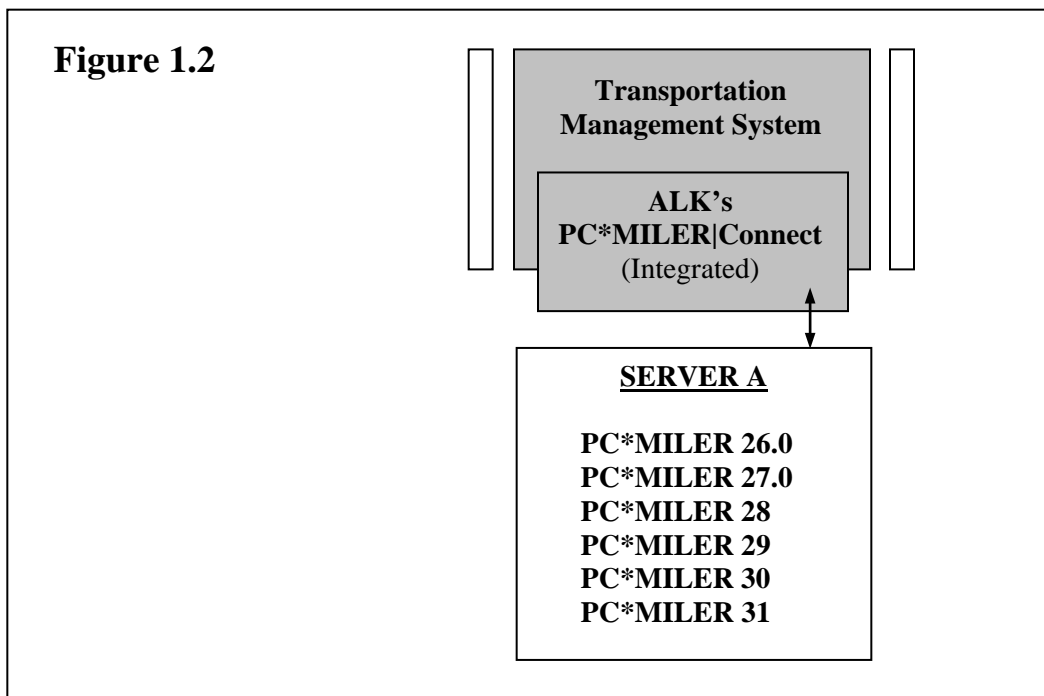 Figure 1.2
Transportation
Management System
ALK’s
PC*MILER|Connect
(Integrated)
SERVER A
PC*MILER 26.0
PC*MILER 27.0
PC*MILER 28
PC*MILER 29
PC*MILER 30
PC*MILER 31